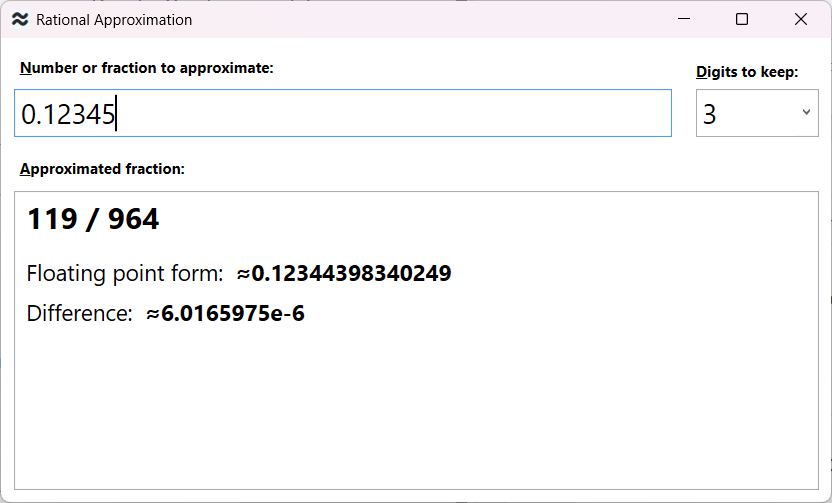 Rational Approximation
Number or fraction to approximate:
Digits to keep:
0.12345
3
Approximated fraction:
119 / 964
Floating point form: ≈0.12344398340249
Difference: ≈6.0165975e-6